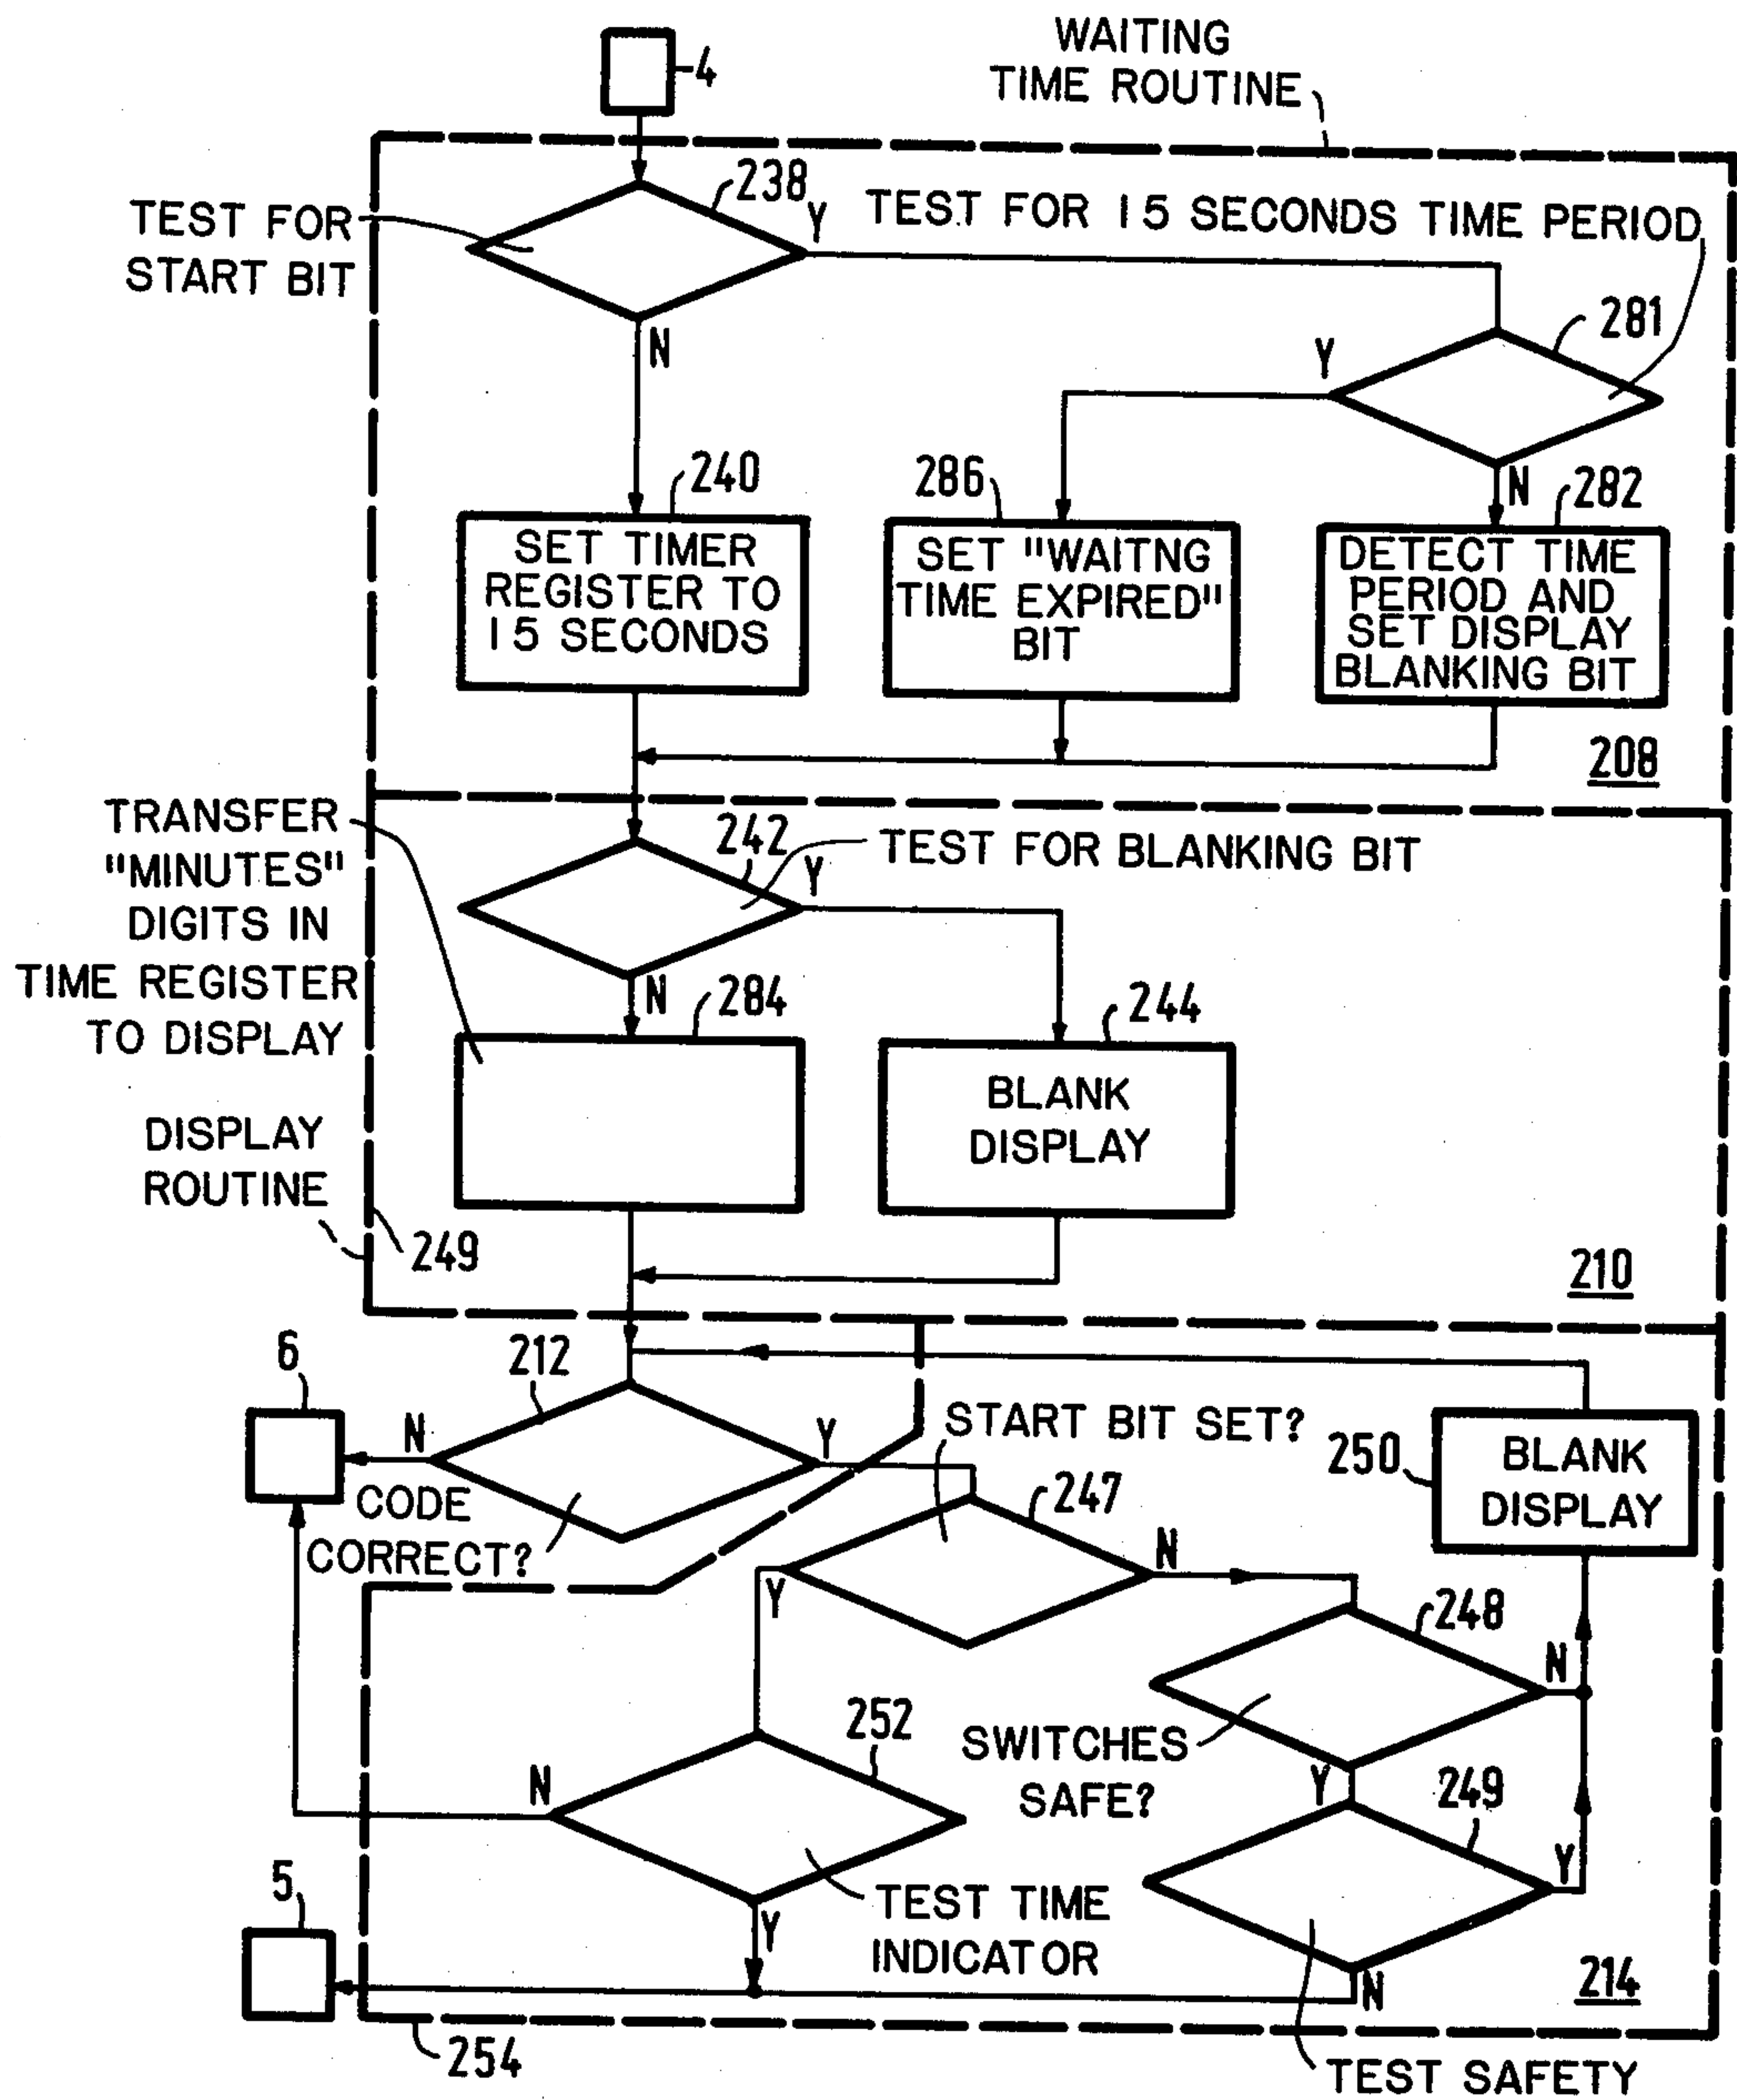 4
WAITING
TIME ROUTINE
238
TEST FOR
START BIT
Y
TEST FOR 15 SECONDS TIME PERIOD
N
281
Y
N
240
SET TIMER
REGISTER TO
15 SECONDS
286
SET "WAITNG
TIME EXPIRED"
BIT
282
DETECT TIME
PERIOD AND
SET DISPLAY
BLANKING BIT
208
TRANSFER
"MINUTES"
DIGITS IN
TIME REGISTER
TO DISPLAY
242
Y
TEST FOR BLANKING BIT
N
284
244
BLANK
DISPLAY
DISPLAY
ROUTINE
249
210
6
212
N
Y
CODE
CORRECT?
START BIT SET?
247
Y
N
250
BLANK
DISPLAY
248
N
SWITCHES
SAFE?
Y
252
N
Y
TEST TIME
INDICATOR
249
Y
N
5
214
254
TEST SAFETY